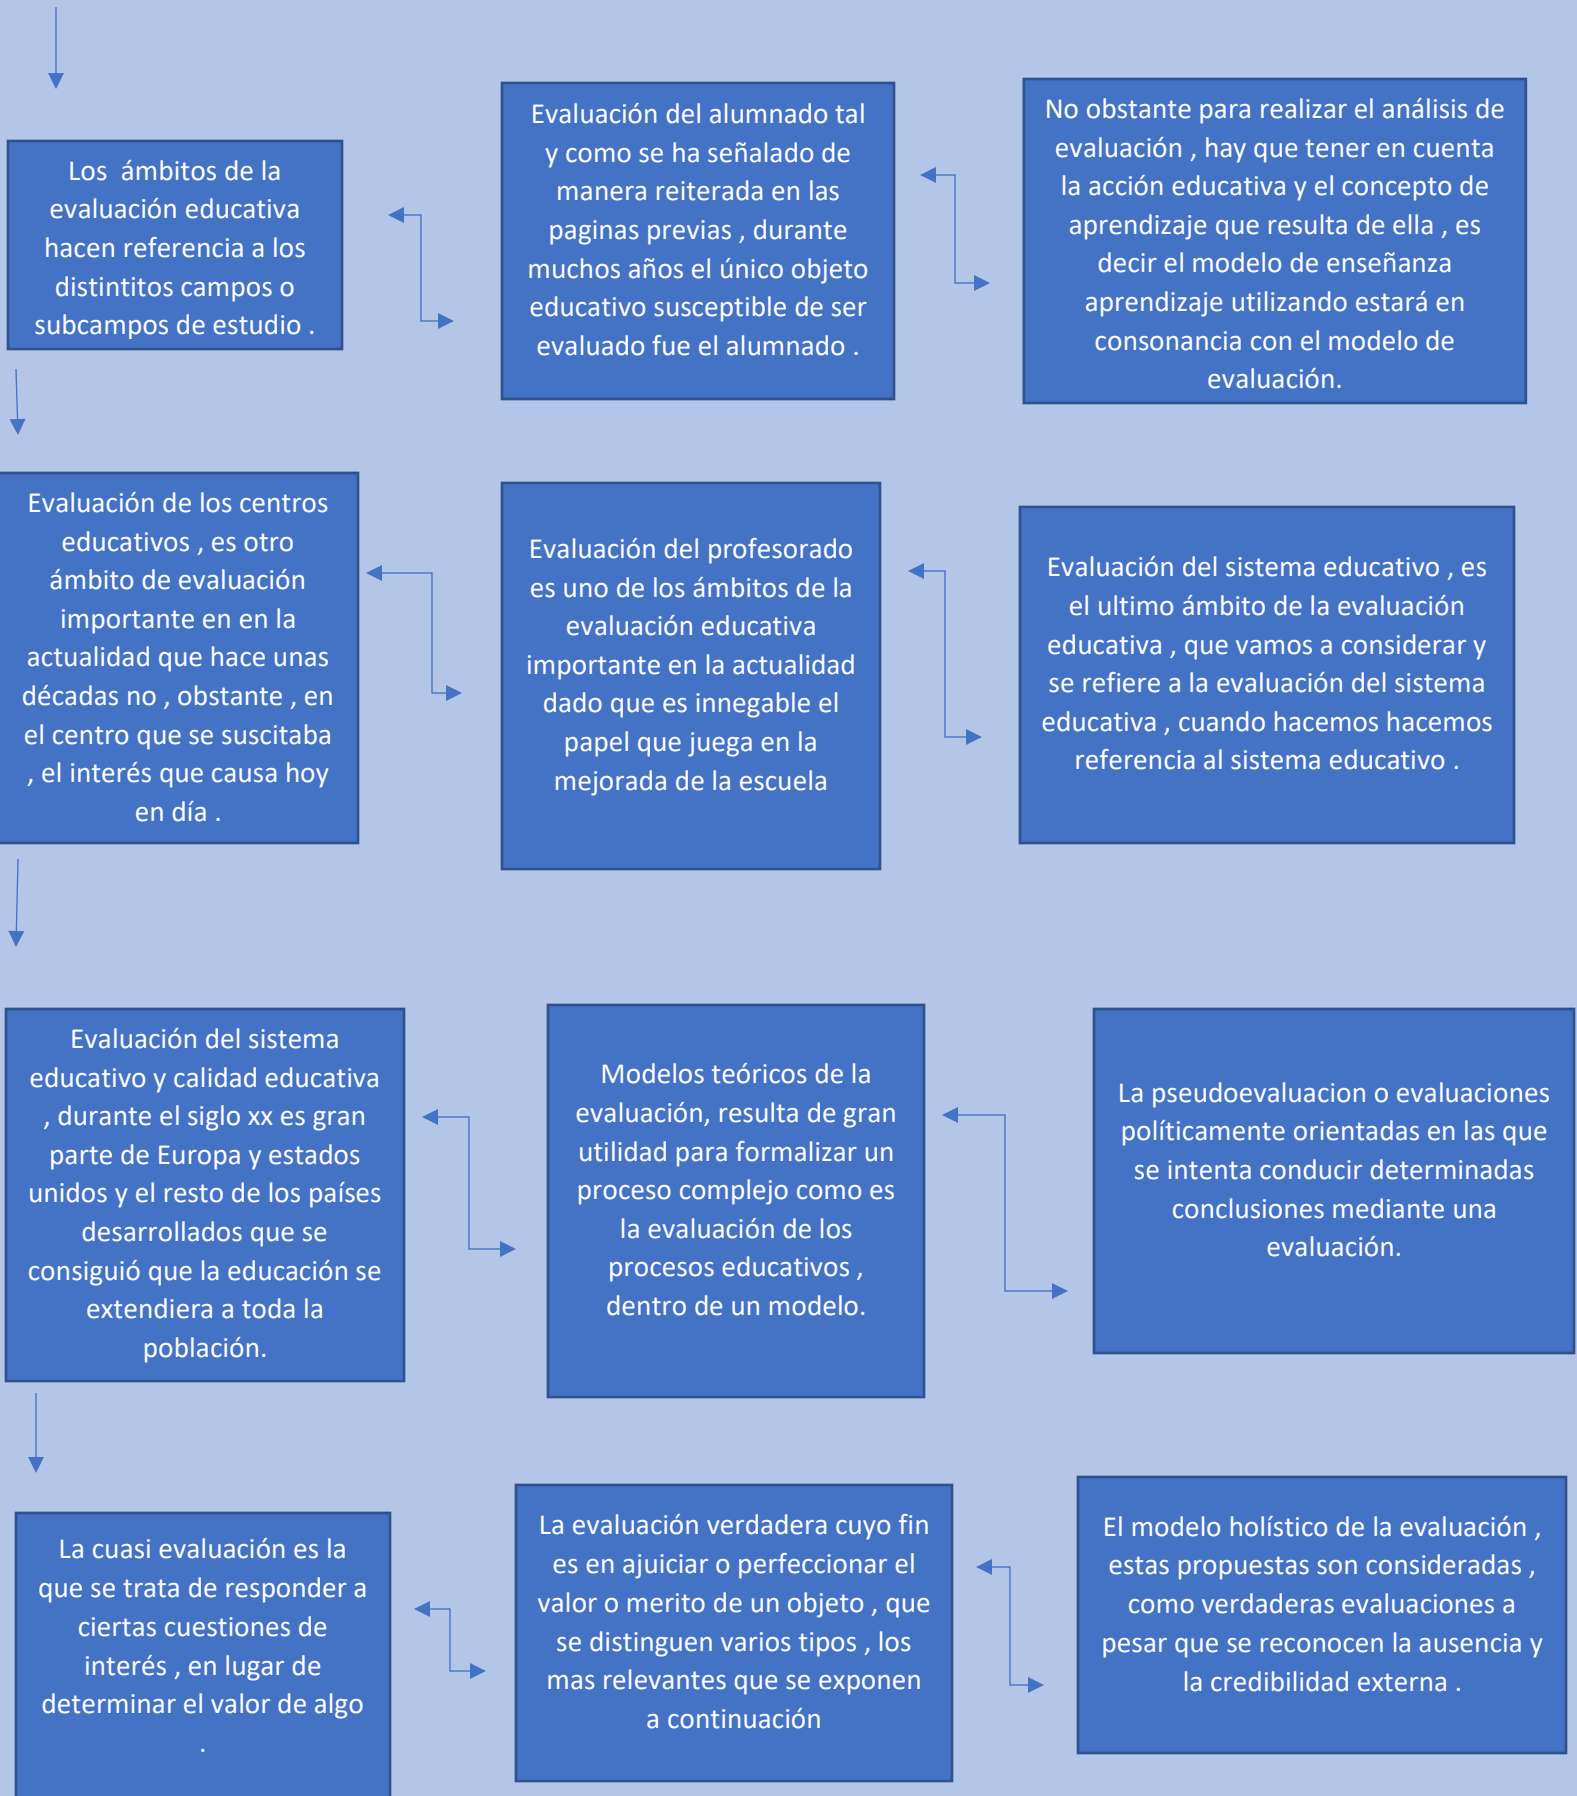 Los  ámbitos de la
evaluación educativa
hacen referencia a los
distintitos campos o
subcampos de estudio .
Evaluación del alumnado tal
y como se ha señalado de
manera reiterada en las
paginas previas , durante
muchos años el único objeto
educativo susceptible de ser
evaluado fue el alumnado .
No obstante para realizar el análisis de
evaluación , hay que tener en cuenta
la acción educativa y el concepto de
aprendizaje que resulta de ella , es
decir el modelo de enseñanza
aprendizaje utilizando estará en
consonancia con el modelo de
evaluación.
Evaluación de los centros
educativos , es otro
ámbito de evaluación
importante en en la
actualidad que hace unas
décadas no , obstante , en
el centro que se suscitaba
, el interés que causa hoy
en día .
Evaluación del profesorado
es uno de los ámbitos de la
evaluación educativa
importante en la actualidad
dado que es innegable el
papel que juega en la
mejorada de la escuela
Evaluación del sistema educativo , es
el ultimo ámbito de la evaluación
educativa , que vamos a considerar y
se refiere a la evaluación del sistema
educativa , cuando hacemos hacemos
referencia al sistema educativo .
Evaluación del sistema
educativo y calidad educativa
, durante el siglo xx es gran
parte de Europa y estados
unidos y el resto de los países
desarrollados que se
consiguió que la educación se
extendiera a toda la
población.
Modelos teóricos de la
evaluación, resulta de gran
utilidad para formalizar un
proceso complejo como es
la evaluación de los
procesos educativos ,
dentro de un modelo.
La pseudoevaluacion o evaluaciones
políticamente orientadas en las que
se intenta conducir determinadas
conclusiones mediante una
evaluación.
La cuasi evaluación es la
que se trata de responder a
ciertas cuestiones de
interés , en lugar de
determinar el valor de algo
.
La evaluación verdadera cuyo fin
es en ajuiciar o perfeccionar el
valor o merito de un objeto , que
se distinguen varios tipos , los
mas relevantes que se exponen
a continuación
El modelo holístico de la evaluación ,
estas propuestas son consideradas ,
como verdaderas evaluaciones a
pesar que se reconocen la ausencia y
la credibilidad externa .